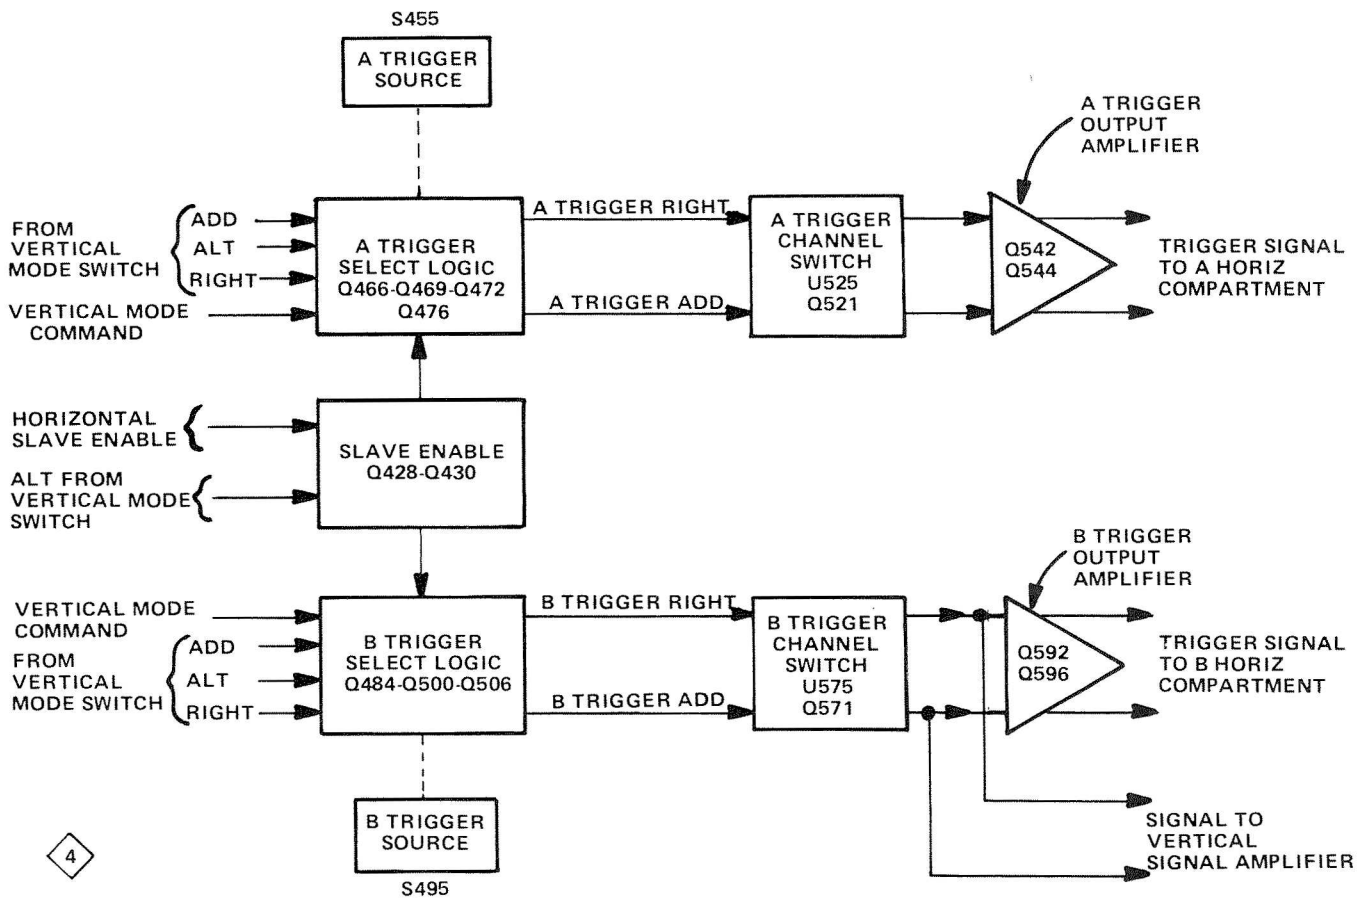 S455
A TRIGGER
SOURCE
A TRIGGER
OUTPUT
AMPLIFIER
FROM
VERTICAL
MODE SWITCH
ADD
ALT
RIGHT
VERTICAL MODE
COMMAND
A TRIGGER
SELECT LOGIC
Q466-Q469-Q472
Q476
A TRIGGER RIGHT
A TRIGGER ADD
A TRIGGER
CHANNEL
SWITCH
U525
Q521
Q542
Q544
TRIGGER SIGNAL
TO A HORIZ
COMPARTMENT
HORIZONTAL
SLAVE ENABLE
ALT FROM
VERTICAL MODE
SWITCH
SLAVE ENABLE
Q428-Q430
B TRIGGER
OUTPUT
AMPLIFIER
VERTICAL MODE
COMMAND
FROM
VERTICAL
MODE SWITCH
ADD
ALT
RIGHT
B TRIGGER
SELECT LOGIC
Q484-Q500-Q506
B TRIGGER RIGHT
B TRIGGER ADD
B TRIGGER
CHANNEL
SWITCH
U575
Q571
Q592
Q596
TRIGGER SIGNAL
TO B HORIZ
COMPARTMENT
B TRIGGER
SOURCE
S495
SIGNAL TO
VERTICAL
SIGNAL AMPLIFIER
4